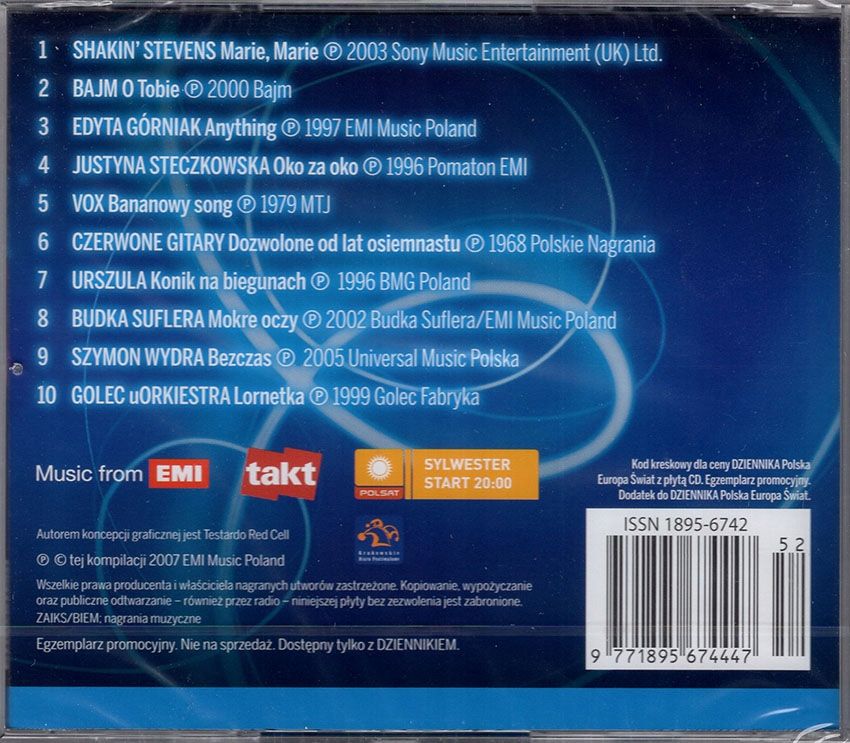 1 SHAKIN' STEVENS Marie, Marie ℗ 2003 Sony Music Entertainment (UK) Ltd.
2 BAJM O Tobie ℗ 2000 Bajm
3 EDYTA GÓRNIAK Anything ℗ 1997 EMI Music Poland
4 JUSTYNA STECZKOWSKA Oko za oko ℗ 1996 Pomaton EMI
5 VOX Bananowy song ℗ 1979 MTJ
6 CZERWONE GITARY Dozwolone od lat osiemnastu ℗ 1968 Polskie Nagrania
7 URSZULA Konik na biegunach ℗ 1996 BMG Poland
8 BUDKA SUFLERA Mokre oczy ℗ 2002 Budka Suflera/EMI Music Poland
9 SZYMON WYDRA Bezczas ℗ 2005 Universal Music Polska
10 GOLEC uORKIESTRA Lornetka ℗ 1999 Golec Fabryka
Music from EMI
takt
POLSAT
SYLWESTER
START 20:00
Kod kreskowy dla ceny DZIENNIKA Polska
Europa Świat z płytą CD. Egzemplarz promocyjny.
Dodatek do DZIENNIKA Polska Europa Świat.
Autorem koncepcji graficznej jest Testardo Red Cell
℗ © tej kompilacji 2007 EMI Music Poland
Krakowskie
Biuro Festiwalowe
Wszelkie prawa producenta i właściciela nagranych utworów zastrzeżone. Kopiowanie, wypożyczanie
oraz publiczne odtwarzanie – również przez radio – niniejszej płyty bez zezwolenia jest zabronione.
ZAIKS/BIEM; nagrania muzyczne
Egzemplarz promocyjny. Nie na sprzedaż. Dostępny tylko z DZIENNIKIEM.
ISSN 1895-6742
52
9 771895 674447